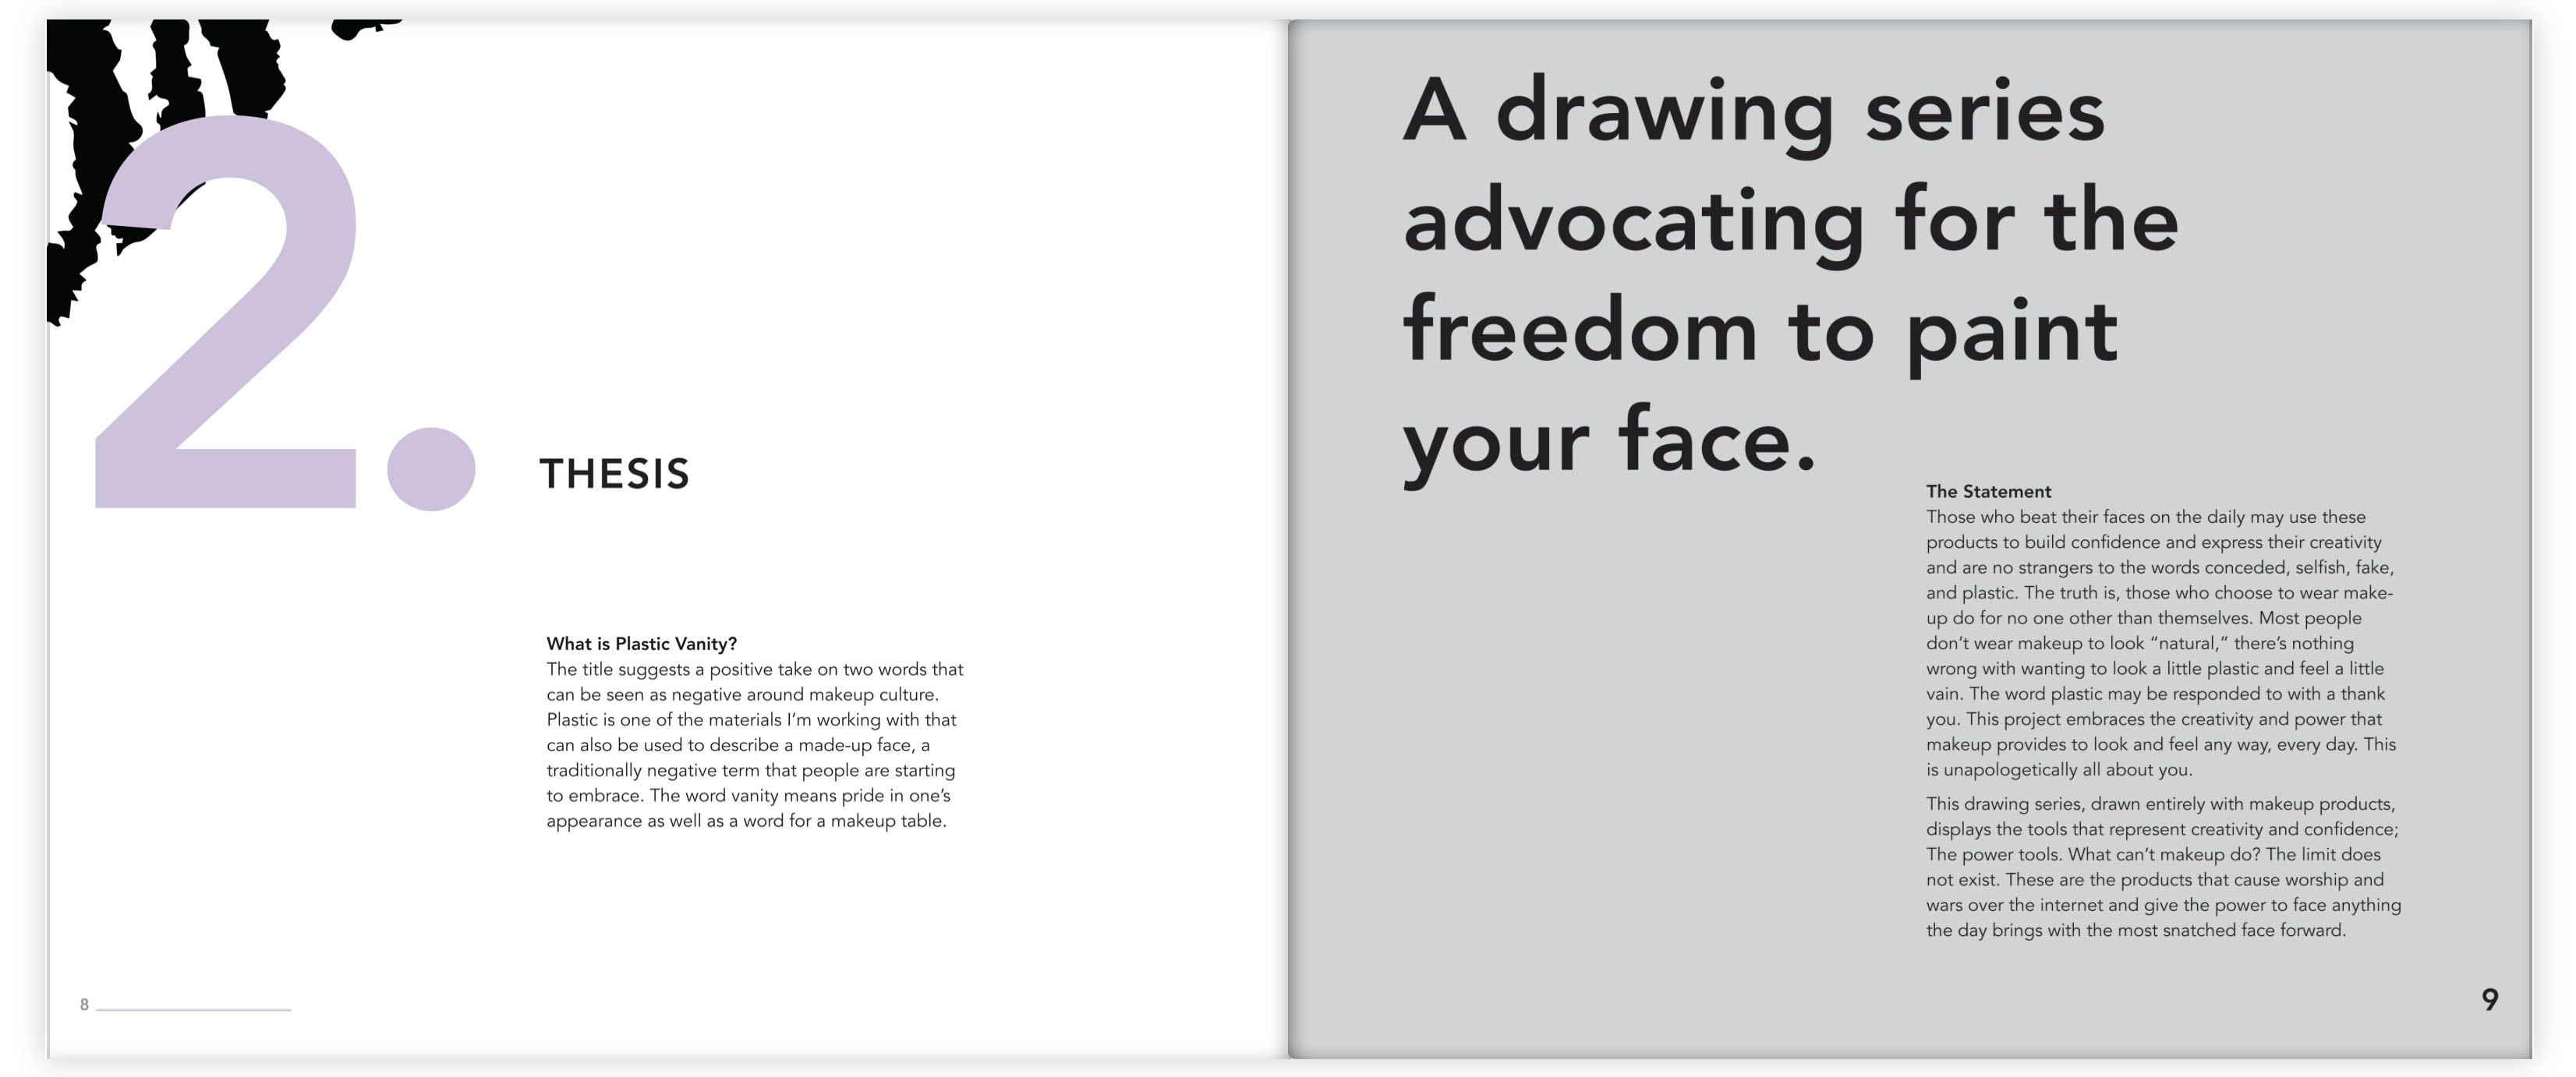 2.
THESIS
What is Plastic Vanity?
The title suggests a positive take on two words that
can be seen as negative around makeup culture.
Plastic is one of the materials I’m working with that
can also be used to describe a made-up face, a
traditionally negative term that people are starting
to embrace. The word vanity means pride in one’s
appearance as well as a word for a makeup table.
8
A drawing series
advocating for the
freedom to paint
your face.
The Statement
Those who beat their faces on the daily may use these
products to build confidence and express their creativity
and are no strangers to the words conceded, selfish, fake,
and plastic. The truth is, those who choose to wear make-
up do for no one other than themselves. Most people
don’t wear makeup to look “natural,” there’s nothing
wrong with wanting to look a little plastic and feel a little
vain. The word plastic may be responded to with a thank
you. This project embraces the creativity and power that
makeup provides to look and feel any way, every day. This
is unapologetically all about you.
This drawing series, drawn entirely with makeup products,
displays the tools that represent creativity and confidence;
The power tools. What can’t makeup do? The limit does
not exist. These are the products that cause worship and
wars over the internet and give the power to face anything
the day brings with the most snatched face forward.
9